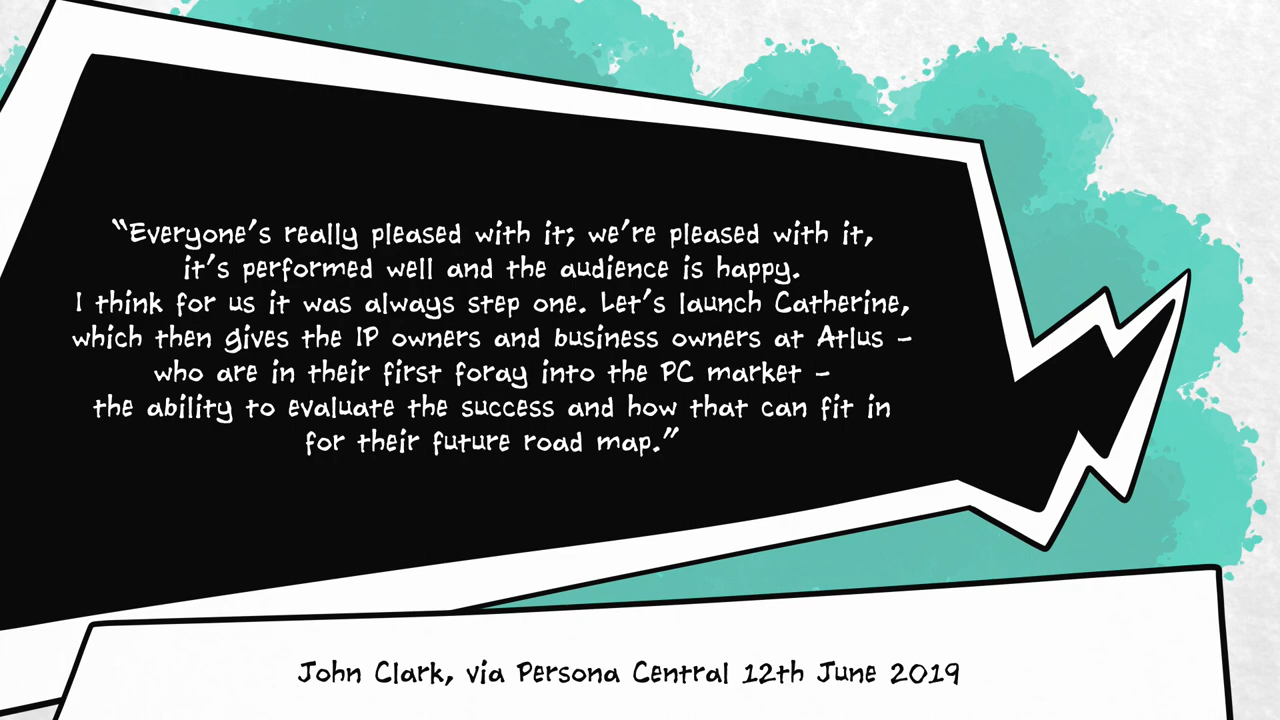 “Everyone’s really pleased with it; we’re pleased with it,
it’s performed well and the audience is happy.
I think for us it was always step one. Let’s launch Catherine,
which then gives the IP owners and business owners at Atlus –
who are in their first foray into the PC market –
the ability to evaluate the success and how that can fit in
for their future road map.”
John Clark, via Persona Central 12th June 2019